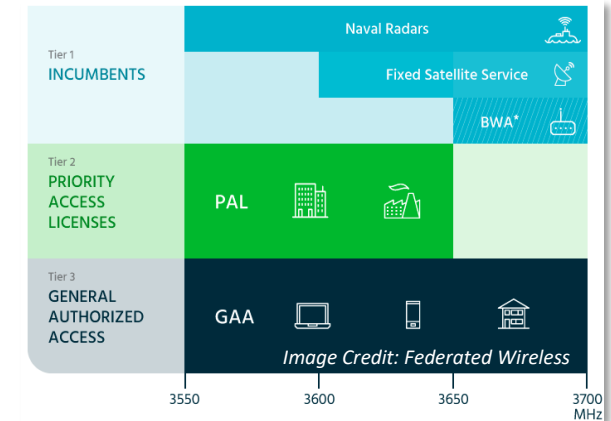 Naval Radars
Tier 1
INCUMBENTS
Fixed Satellite Service
BWA*
Tier 2
PRIORITY
ACCESS
LICENSES
PAL
Tier 3
GENERAL
AUTHORIZED
ACCESS
GAA
Image Credit: Federated Wireless
3550 3600 3650 3700
MHz